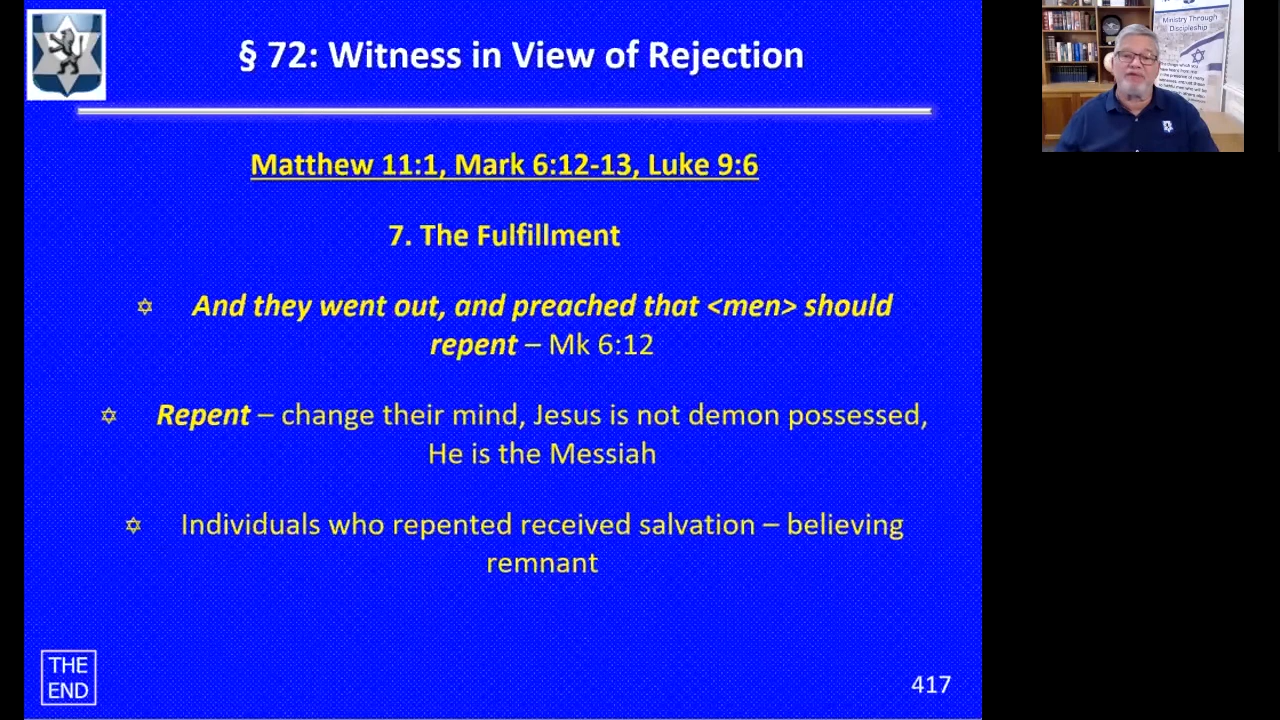 § 72: Witness in View of Rejection
Matthew 11:1, Mark 6:12-13, Luke 9:6
7. The Fulfillment
And they went out, and preached that <men> should
repent – Mk 6:12
Repent – change their mind, Jesus is not demon possessed,
He is the Messiah
Individuals who repented received salvation – believing
remnant
THE
END
417
Ministry Through
Discipleship